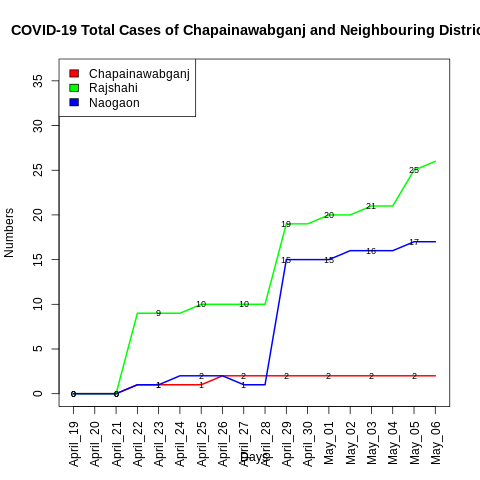 COVID-19 Total Cases of Chapainawabganj and Neighbouring Distric
Chapainawabganj
Rajshahi
Naogaon
Numbers
35
30
25
20
15
10
5
0
25
21
20
19
17
16
15
15
10
10
9
2
2
2
2
2
2
1
1
1
0
0
April_19
April_20
April_21
April_22
April_23
April_24
April_25
April_26
April_27
April_28
April_29
April_30
May_01
May_02
May_03
May_04
May_05
May_06
Days